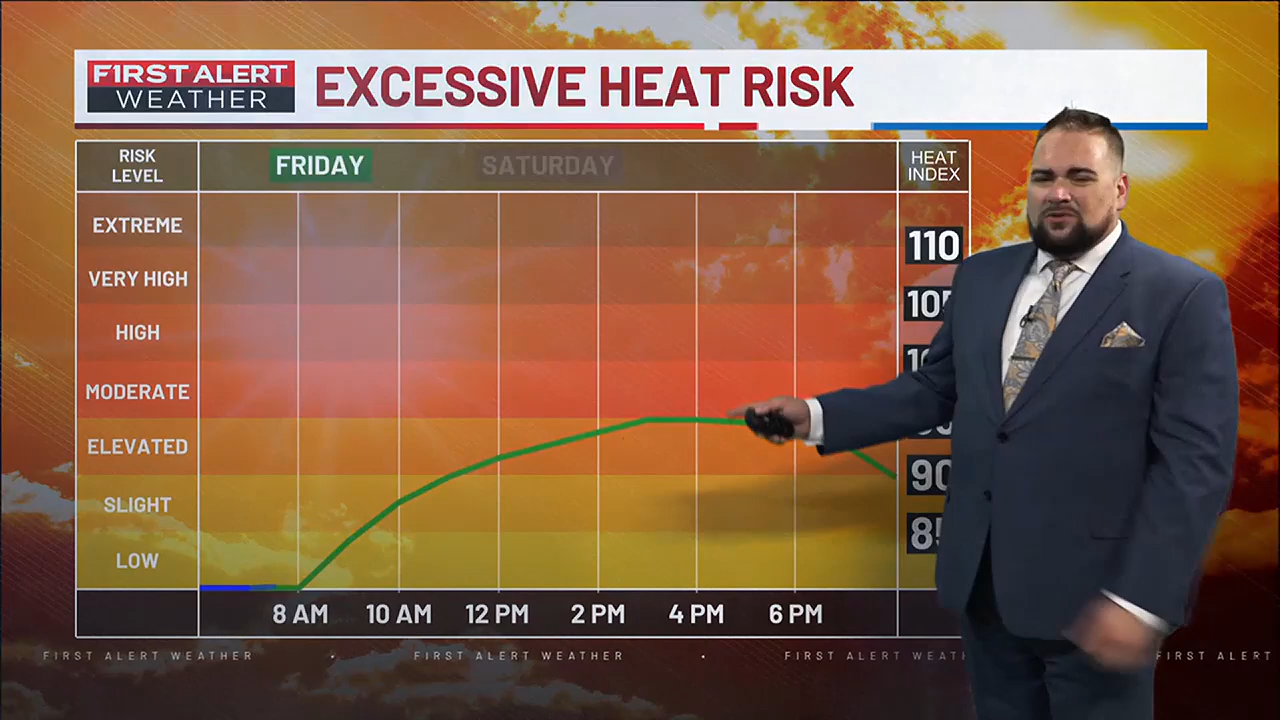 FIRST ALERT
WEATHER
EXCESSIVE HEAT RISK
RISK
LEVEL
FRIDAY
SATURDAY
HEAT
INDEX
EXTREME
110
VERY HIGH
HIGH
MODERATE
ELEVATED
90
SLIGHT
LOW
8 AM
10 AM
12 PM
2 PM
4 PM
6 PM
FIRST ALERT WEATHER
FIRST ALERT WEATHER
FIRST ALERT
FIRST ALERT